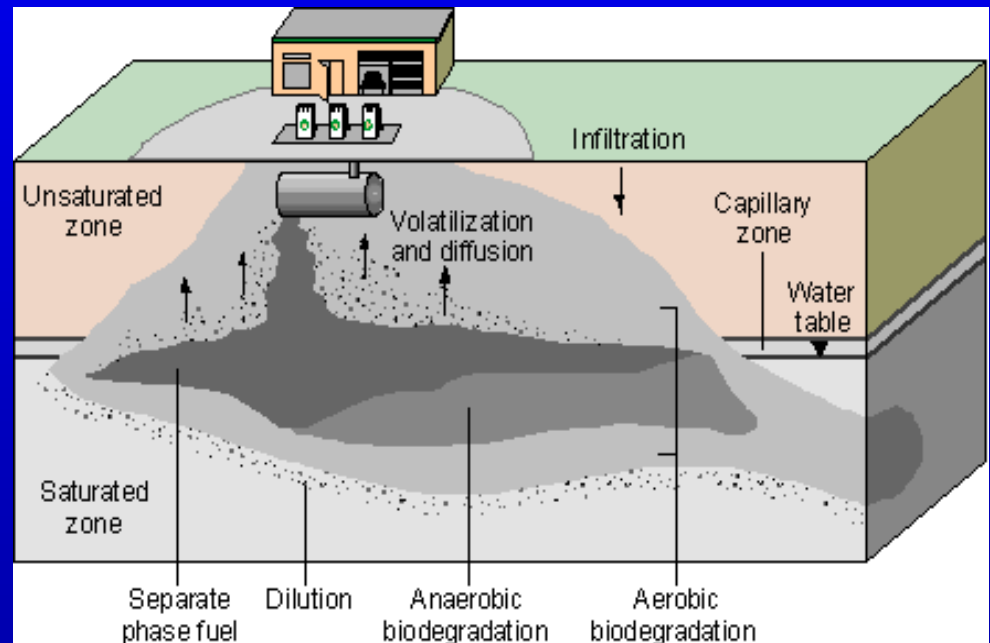 Infiltration
Unsaturated
zone
Capillary
zone
Volatilization
and diffusion
Water
table
Saturated
zone
Separate
phase fuel
Dilution
Anaerobic
biodegradation
Aerobic
biodegradation